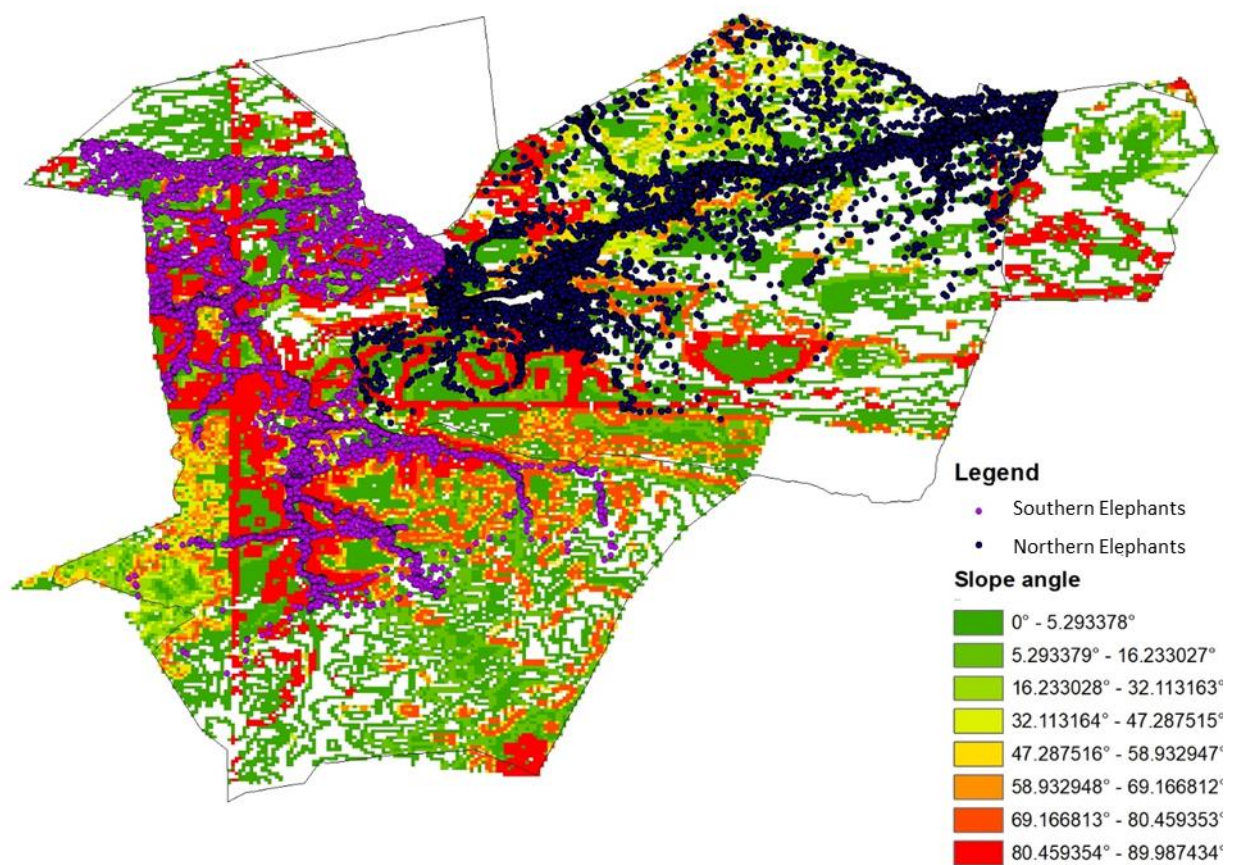 Legend
Southern Elephants
Northern Elephants
Slope angle
0° - 5.293378°
5.293379° - 16.233027°
16.233028° - 32.113163°
32.113164° - 47.287515°
47.287516° - 58.932947°
58.932948° - 69.166812°
69.166813° - 80.459353°
80.459354° - 89.987434°